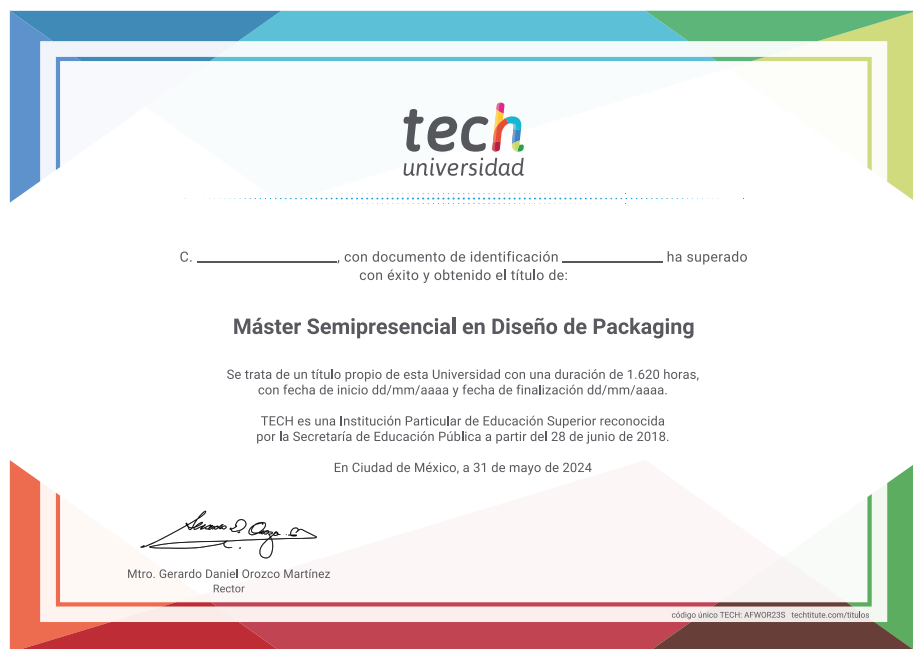 tech
universidad
C. ____________, con documento de identificación ____________ ha superado
con éxito y obtenido el título de:
Máster Semipresencial en Diseño de Packaging
Se trata de un título propio de esta Universidad con una duración de 1.620 horas,
con fecha de inicio dd/mm/aaaa y fecha de finalización dd/mm/aaaa.
TECH es una Institución Particular de Educación Superior reconocida
por la Secretaría de Educación Pública a partir del 28 de junio de 2018.
En Ciudad de México, a 31 de mayo de 2024
Mtro. Gerardo Daniel Orozco Martínez
Rector
código único TECH: AFWOR23S techtitute.com/titulos